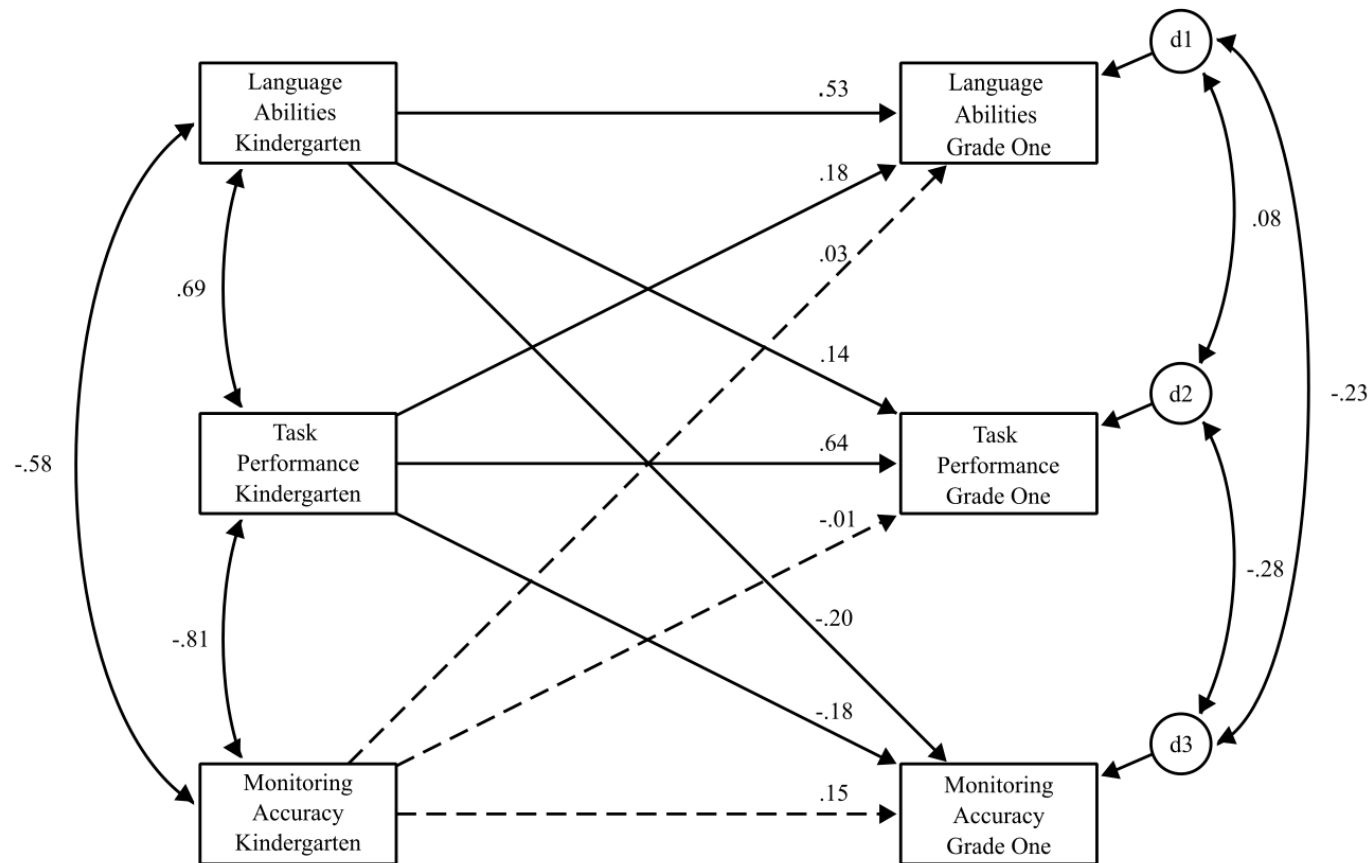 d1
Language
Abilities
Kindergarten
Language
Abilities
Grade One
.53
.18
.03
.08
.69
.14
d2
-.23
Task
Performance
Kindergarten
Task
Performance
Grade One
.64
-.58
-.01
-.28
-.20
-.81
-.18
d3
Monitoring
Accuracy
Kindergarten
Monitoring
Accuracy
Grade One
.15